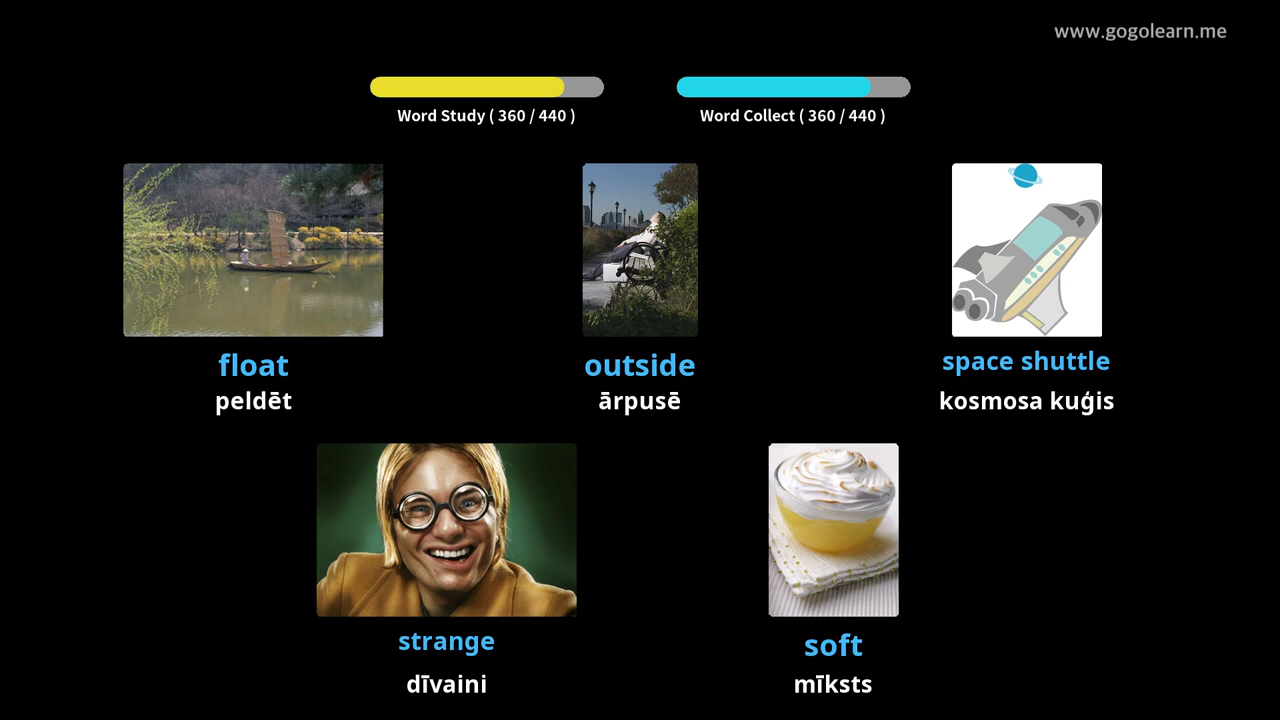 www.gogolearn.me
Word Study ( 360 / 440 )
Word Collect ( 360 / 440 )
float
peldēt
outside
ārpusē
space shuttle
kosmosa kuģis
strange
dīvaini
soft
mīksts